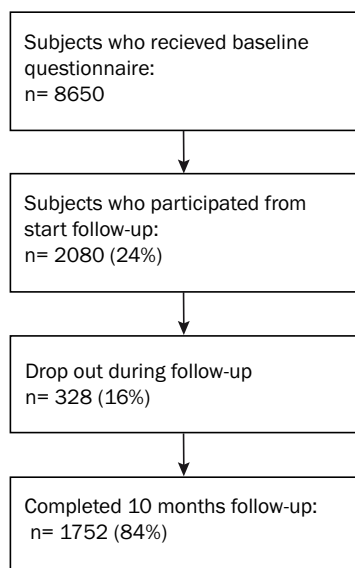 Subjects who recieved baseline
questionnaire:
n= 8650
Subjects who participated from
start follow-up:
n= 2080 (24%)
Drop out during follow-up
n= 328 (16%)
Completed 10 months follow-up:
n= 1752 (84%)